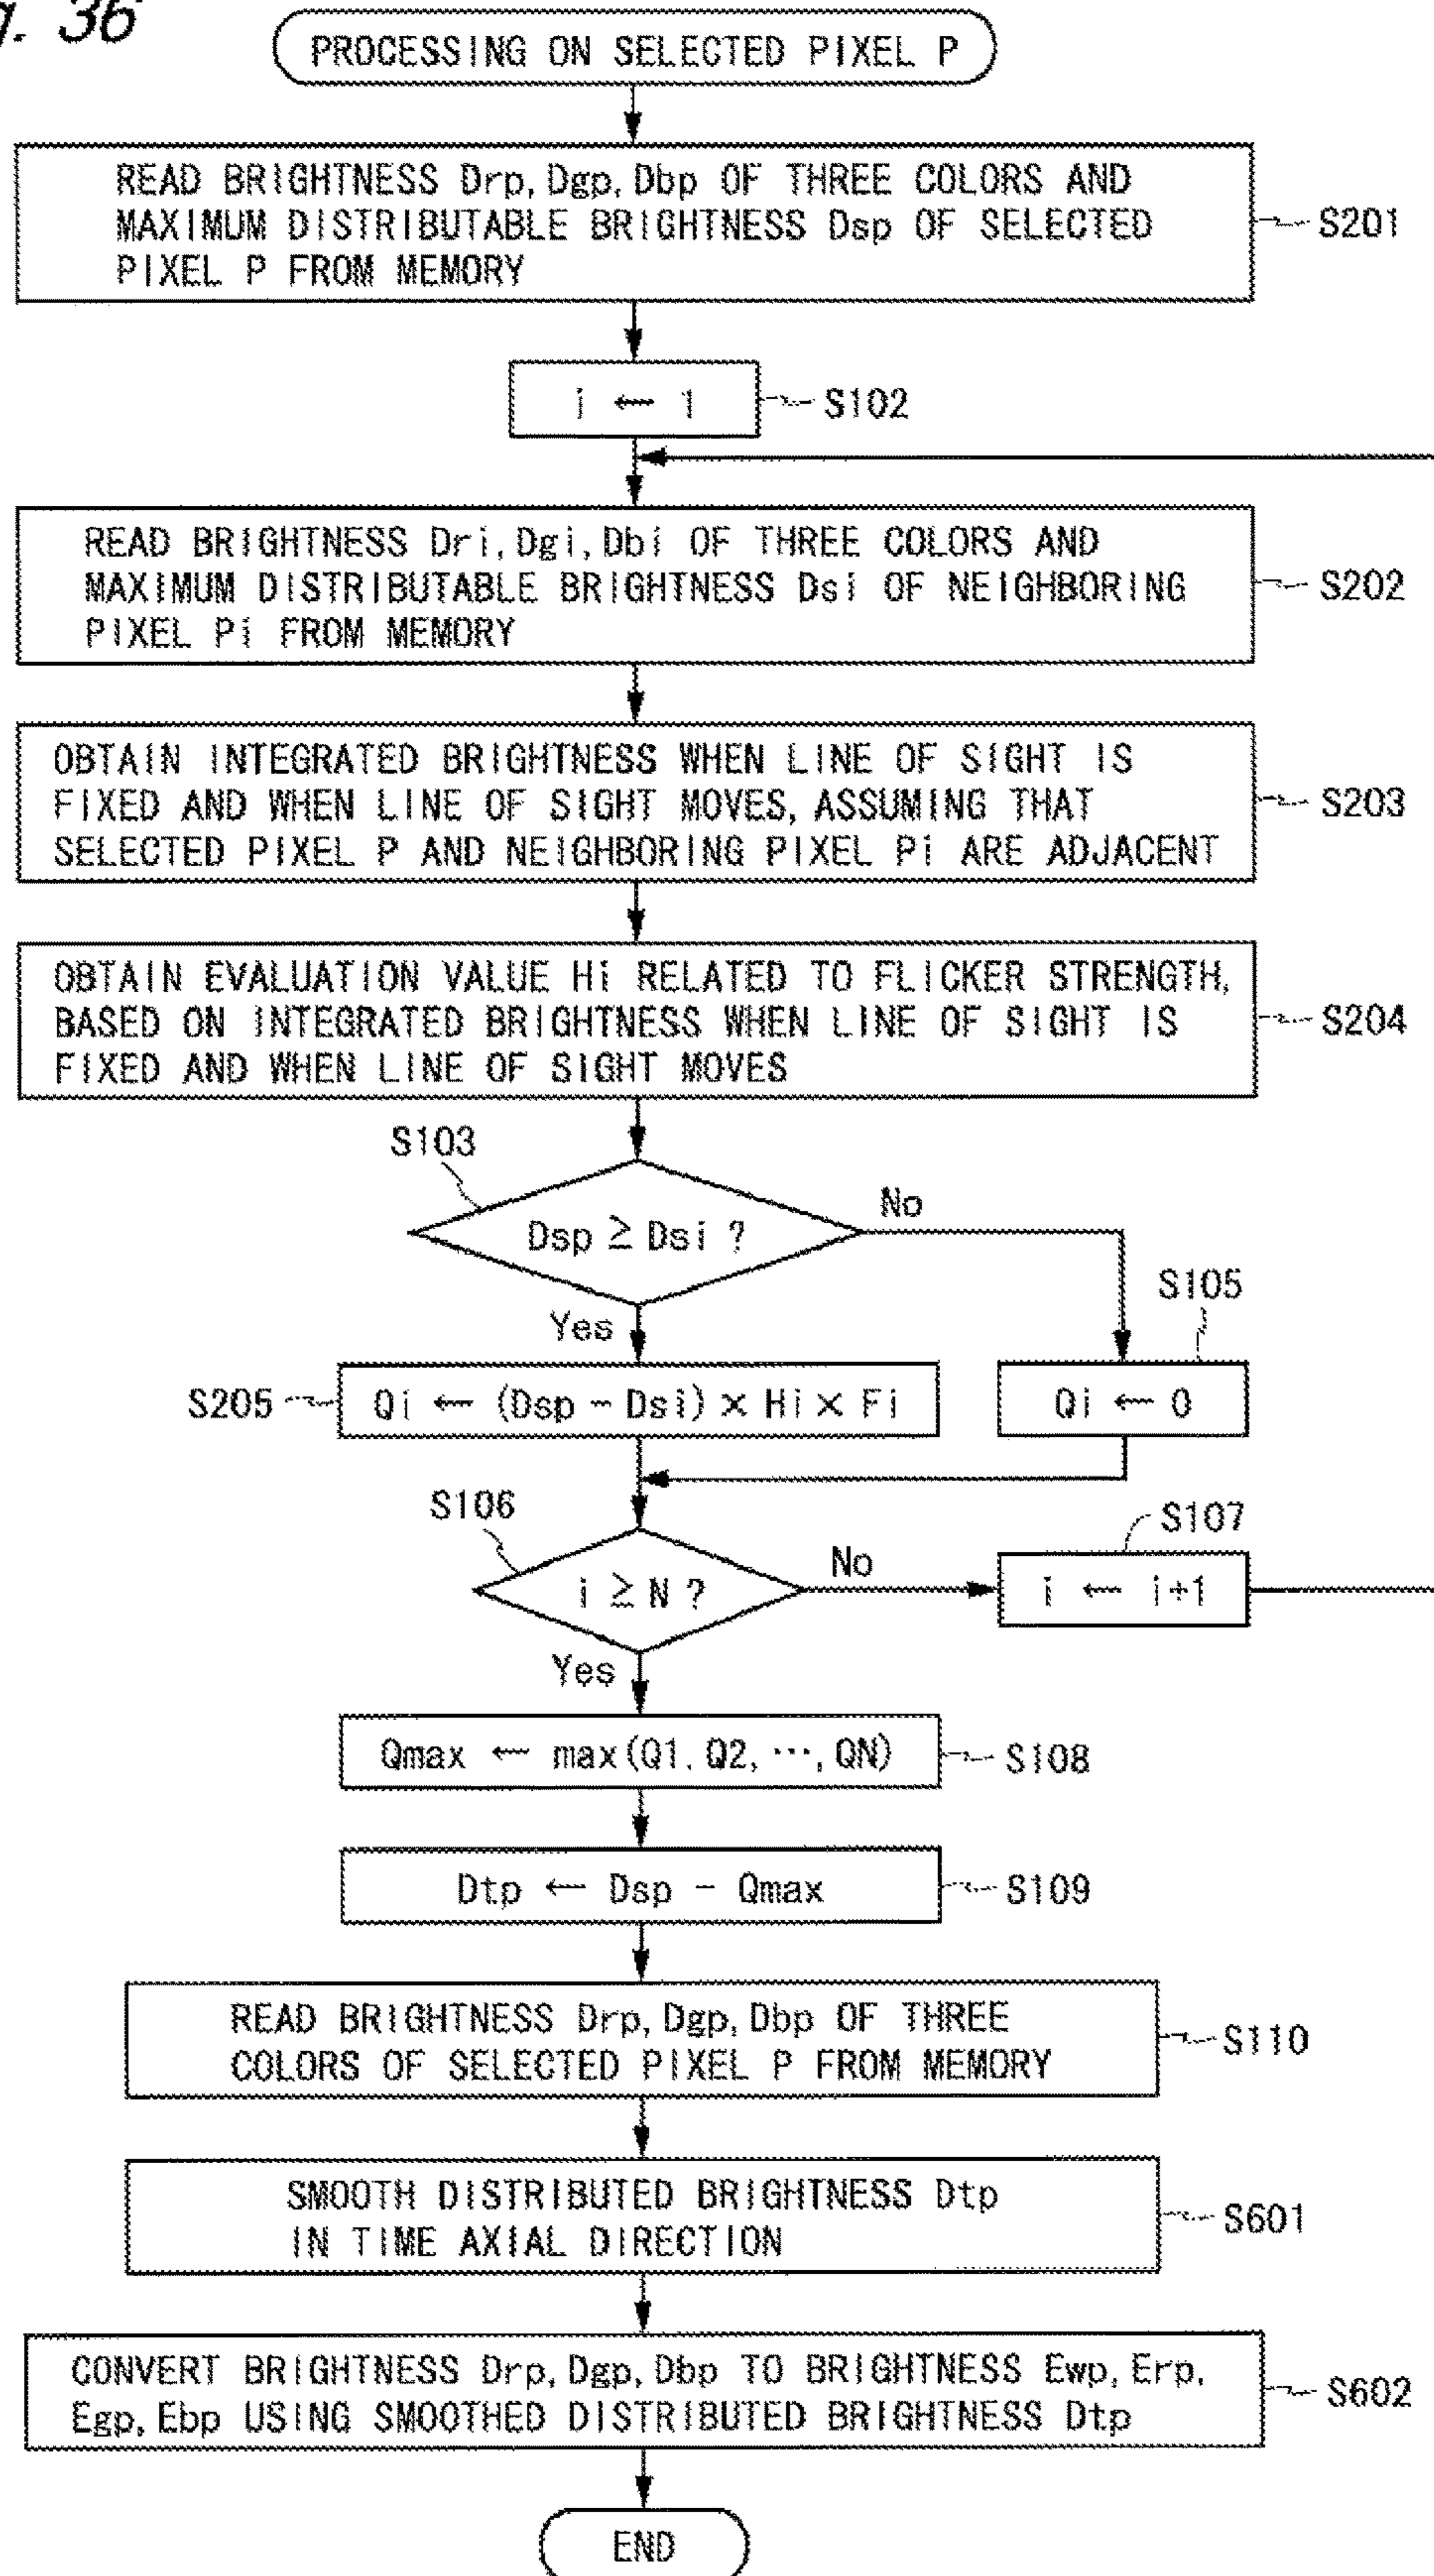 g. 36
PROCESSING ON SELECTED PIXEL P
READ BRIGHTNESS Drp, Dgp, Dbp OF THREE COLORS AND
MAXIMUM DISTRIBUTABLE BRIGHTNESS Dsp OF SELECTED
PIXEL P FROM MEMORY
S201
i ← 1
S102
READ BRIGHTNESS Dri, Dgi, Dbi OF THREE COLORS AND
MAXIMUM DISTRIBUTABLE BRIGHTNESS Dsi OF NEIGHBORING
PIXEL Pi FROM MEMORY
S202
OBTAIN INTEGRATED BRIGHTNESS WHEN LINE OF SIGHT IS
FIXED AND WHEN LINE OF SIGHT MOVES, ASSUMING THAT
SELECTED PIXEL P AND NEIGHBORING PIXEL Pi ARE ADJACENT
S203
OBTAIN EVALUATION VALUE Hi RELATED TO FLICKER STRENGTH,
BASED ON INTEGRATED BRIGHTNESS WHEN LINE OF SIGHT IS
FIXED AND WHEN LINE OF SIGHT MOVES
S204
S103
Dsp ≧ Dsi ?
No
Yes
S105
S205
Qi ← (Dsp - Dsi) × Hi × Fi
Qi ← 0
S106
i ≧ N ?
No
S107
i ← i+1
Yes
Qmax ← max(Q1, Q2, ⋯, QN)
S108
Dtp ← Dsp - Qmax
S109
READ BRIGHTNESS Drp, Dgp, Dbp OF THREE
COLORS OF SELECTED PIXEL P FROM MEMORY
S110
SMOOTH DISTRIBUTED BRIGHTNESS Dtp
IN TIME AXIAL DIRECTION
S601
CONVERT BRIGHTNESS Drp, Dgp, Dbp TO BRIGHTNESS Ewp, Erp,
Egp, Ebp USING SMOOTHED DISTRIBUTED BRIGHTNESS Dtp
S602
END